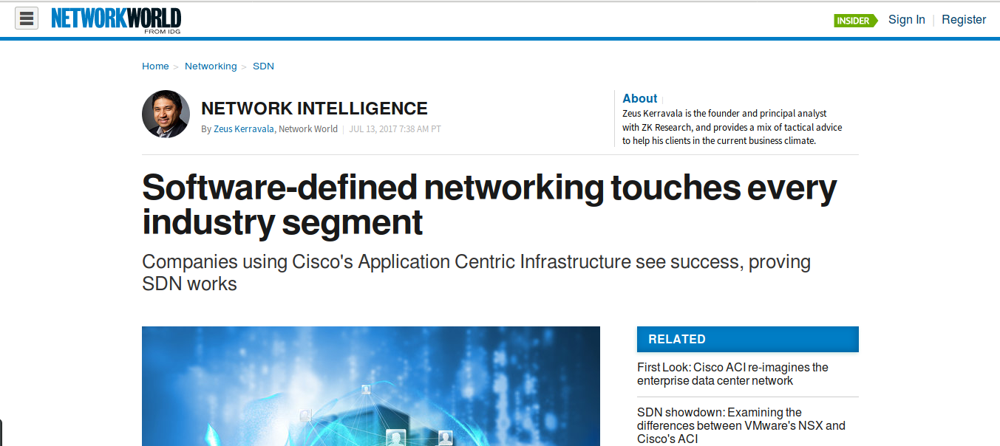 NETWORKWORLD
FROM IDG
INSIDER Sign In | Register
Home > Networking > SDN
NETWORK INTELLIGENCE
By Zeus Kerravala, Network World | JUL 13, 2017 7:38 AM PT
About
Zeus Kerravala is the founder and principal analyst
with ZK Research, and provides a mix of tactical advice
to help his clients in the current business climate.
Software-defined networking touches every
industry segment
Companies using Cisco's Application Centric Infrastructure see success, proving
SDN works
RELATED
First Look: Cisco ACI re-imagines the
enterprise data center network
SDN showdown: Examining the
differences between VMware's NSX and
Cisco's ACI